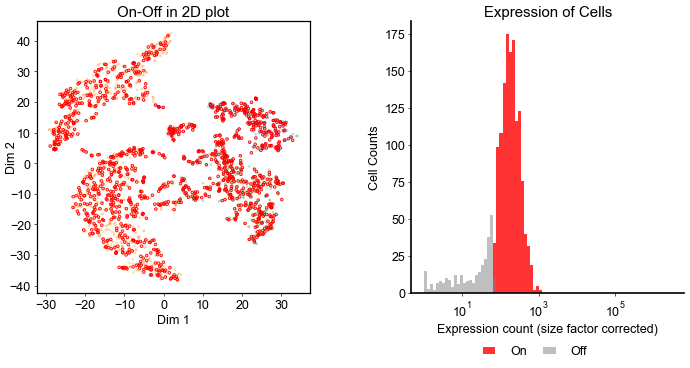 On-Off in 2D plot
Dim 2
40
30
20
10
0
−10
−20
−30
−40
−30 −20 −10 0 10 20 30
Dim 1
Expression of Cells
Cell Counts
175
150
125
100
75
50
25
0
10^1 10^3 10^5
Expression count (size factor corrected)
On Off